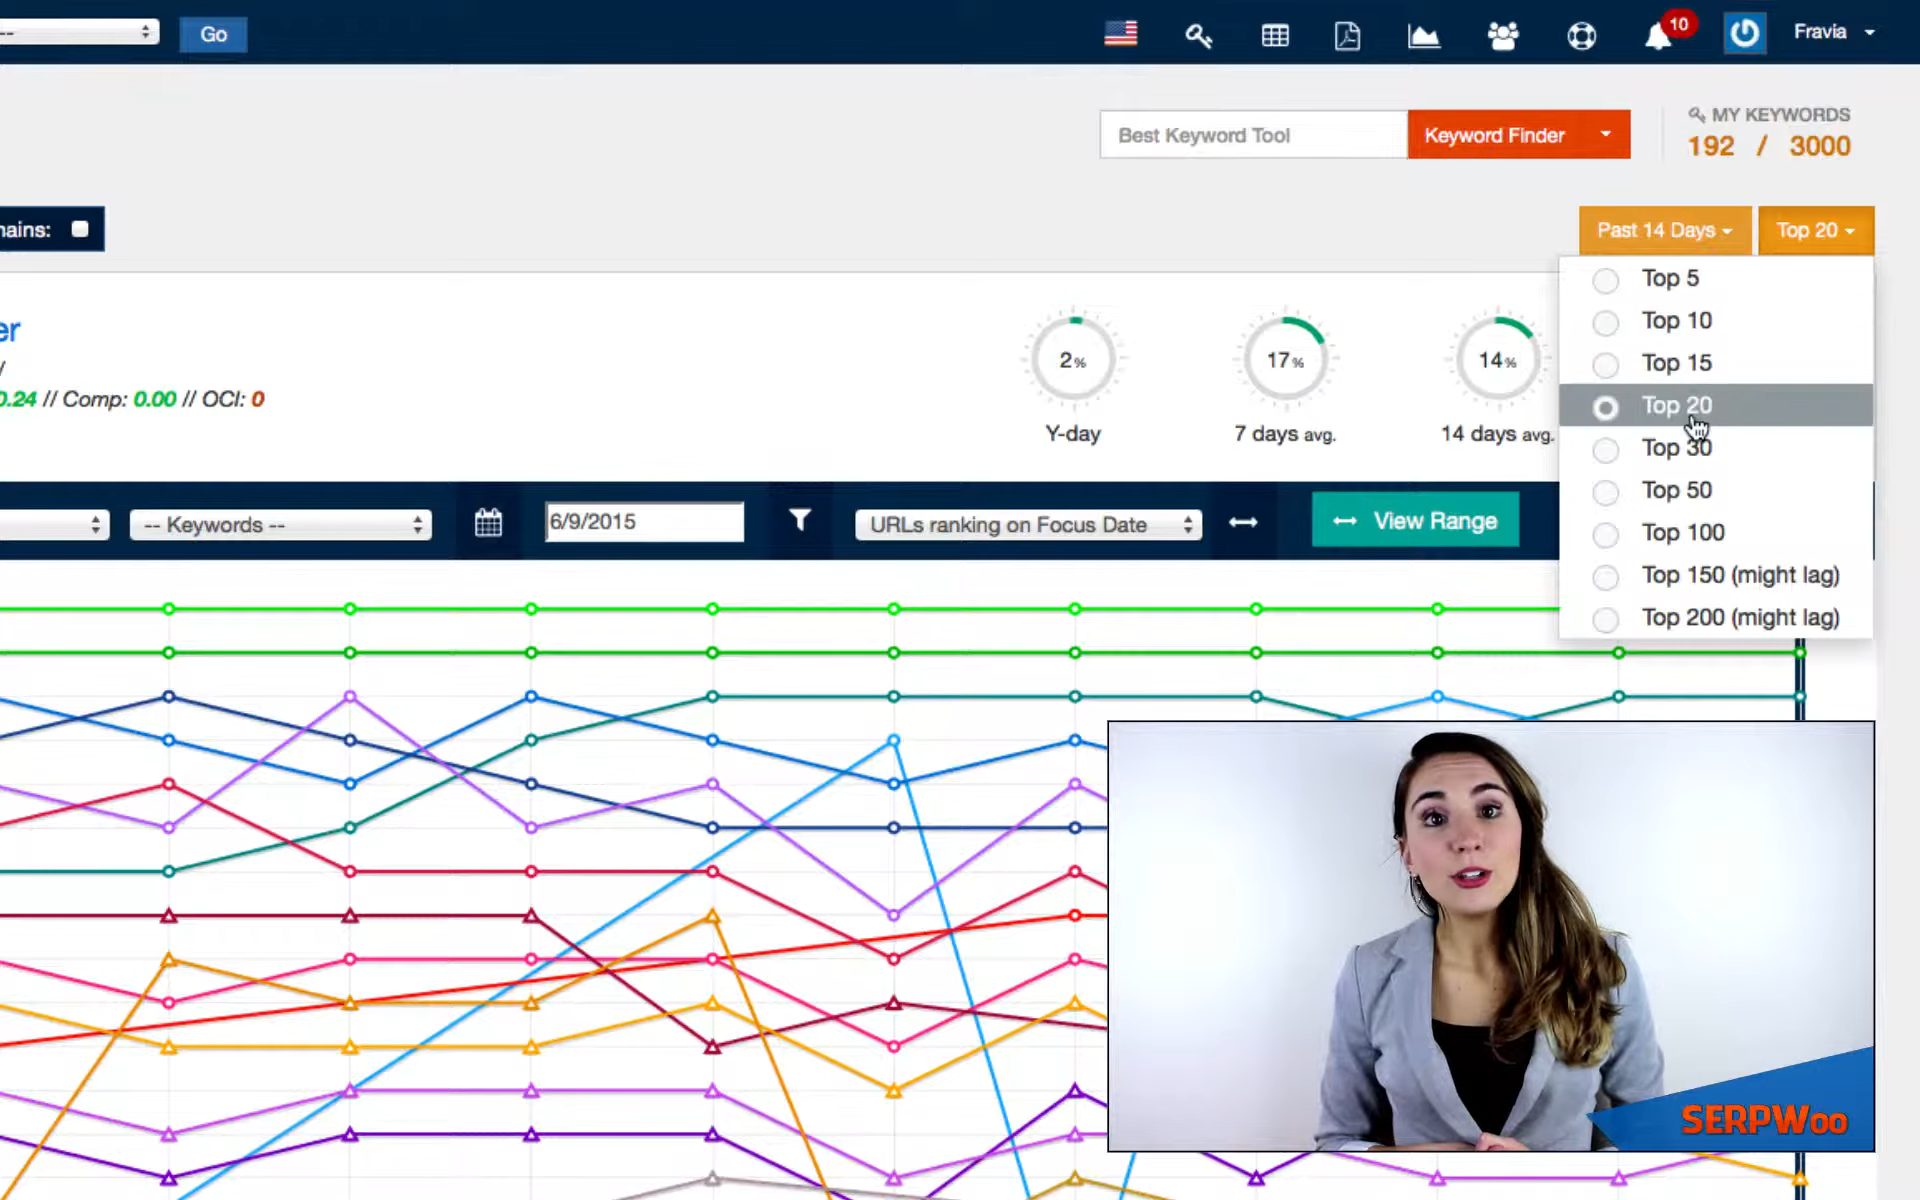 --
Go
10
Fravia
Best Keyword Tool
Keyword Finder
MY KEYWORDS
192 / 3000
ains:
Past 14 Days
Top 20
Top 5
Top 10
Top 15
Top 20
Top 30
Top 50
Top 100
Top 150 (might lag)
Top 200 (might lag)
er
/
0.24 // Comp: 0.00 // OCI: 0
2%
Y-day
17%
7 days avg.
14%
14 days avg.
-- Keywords --
6/9/2015
URLs ranking on Focus Date
View Range
SERPWoo